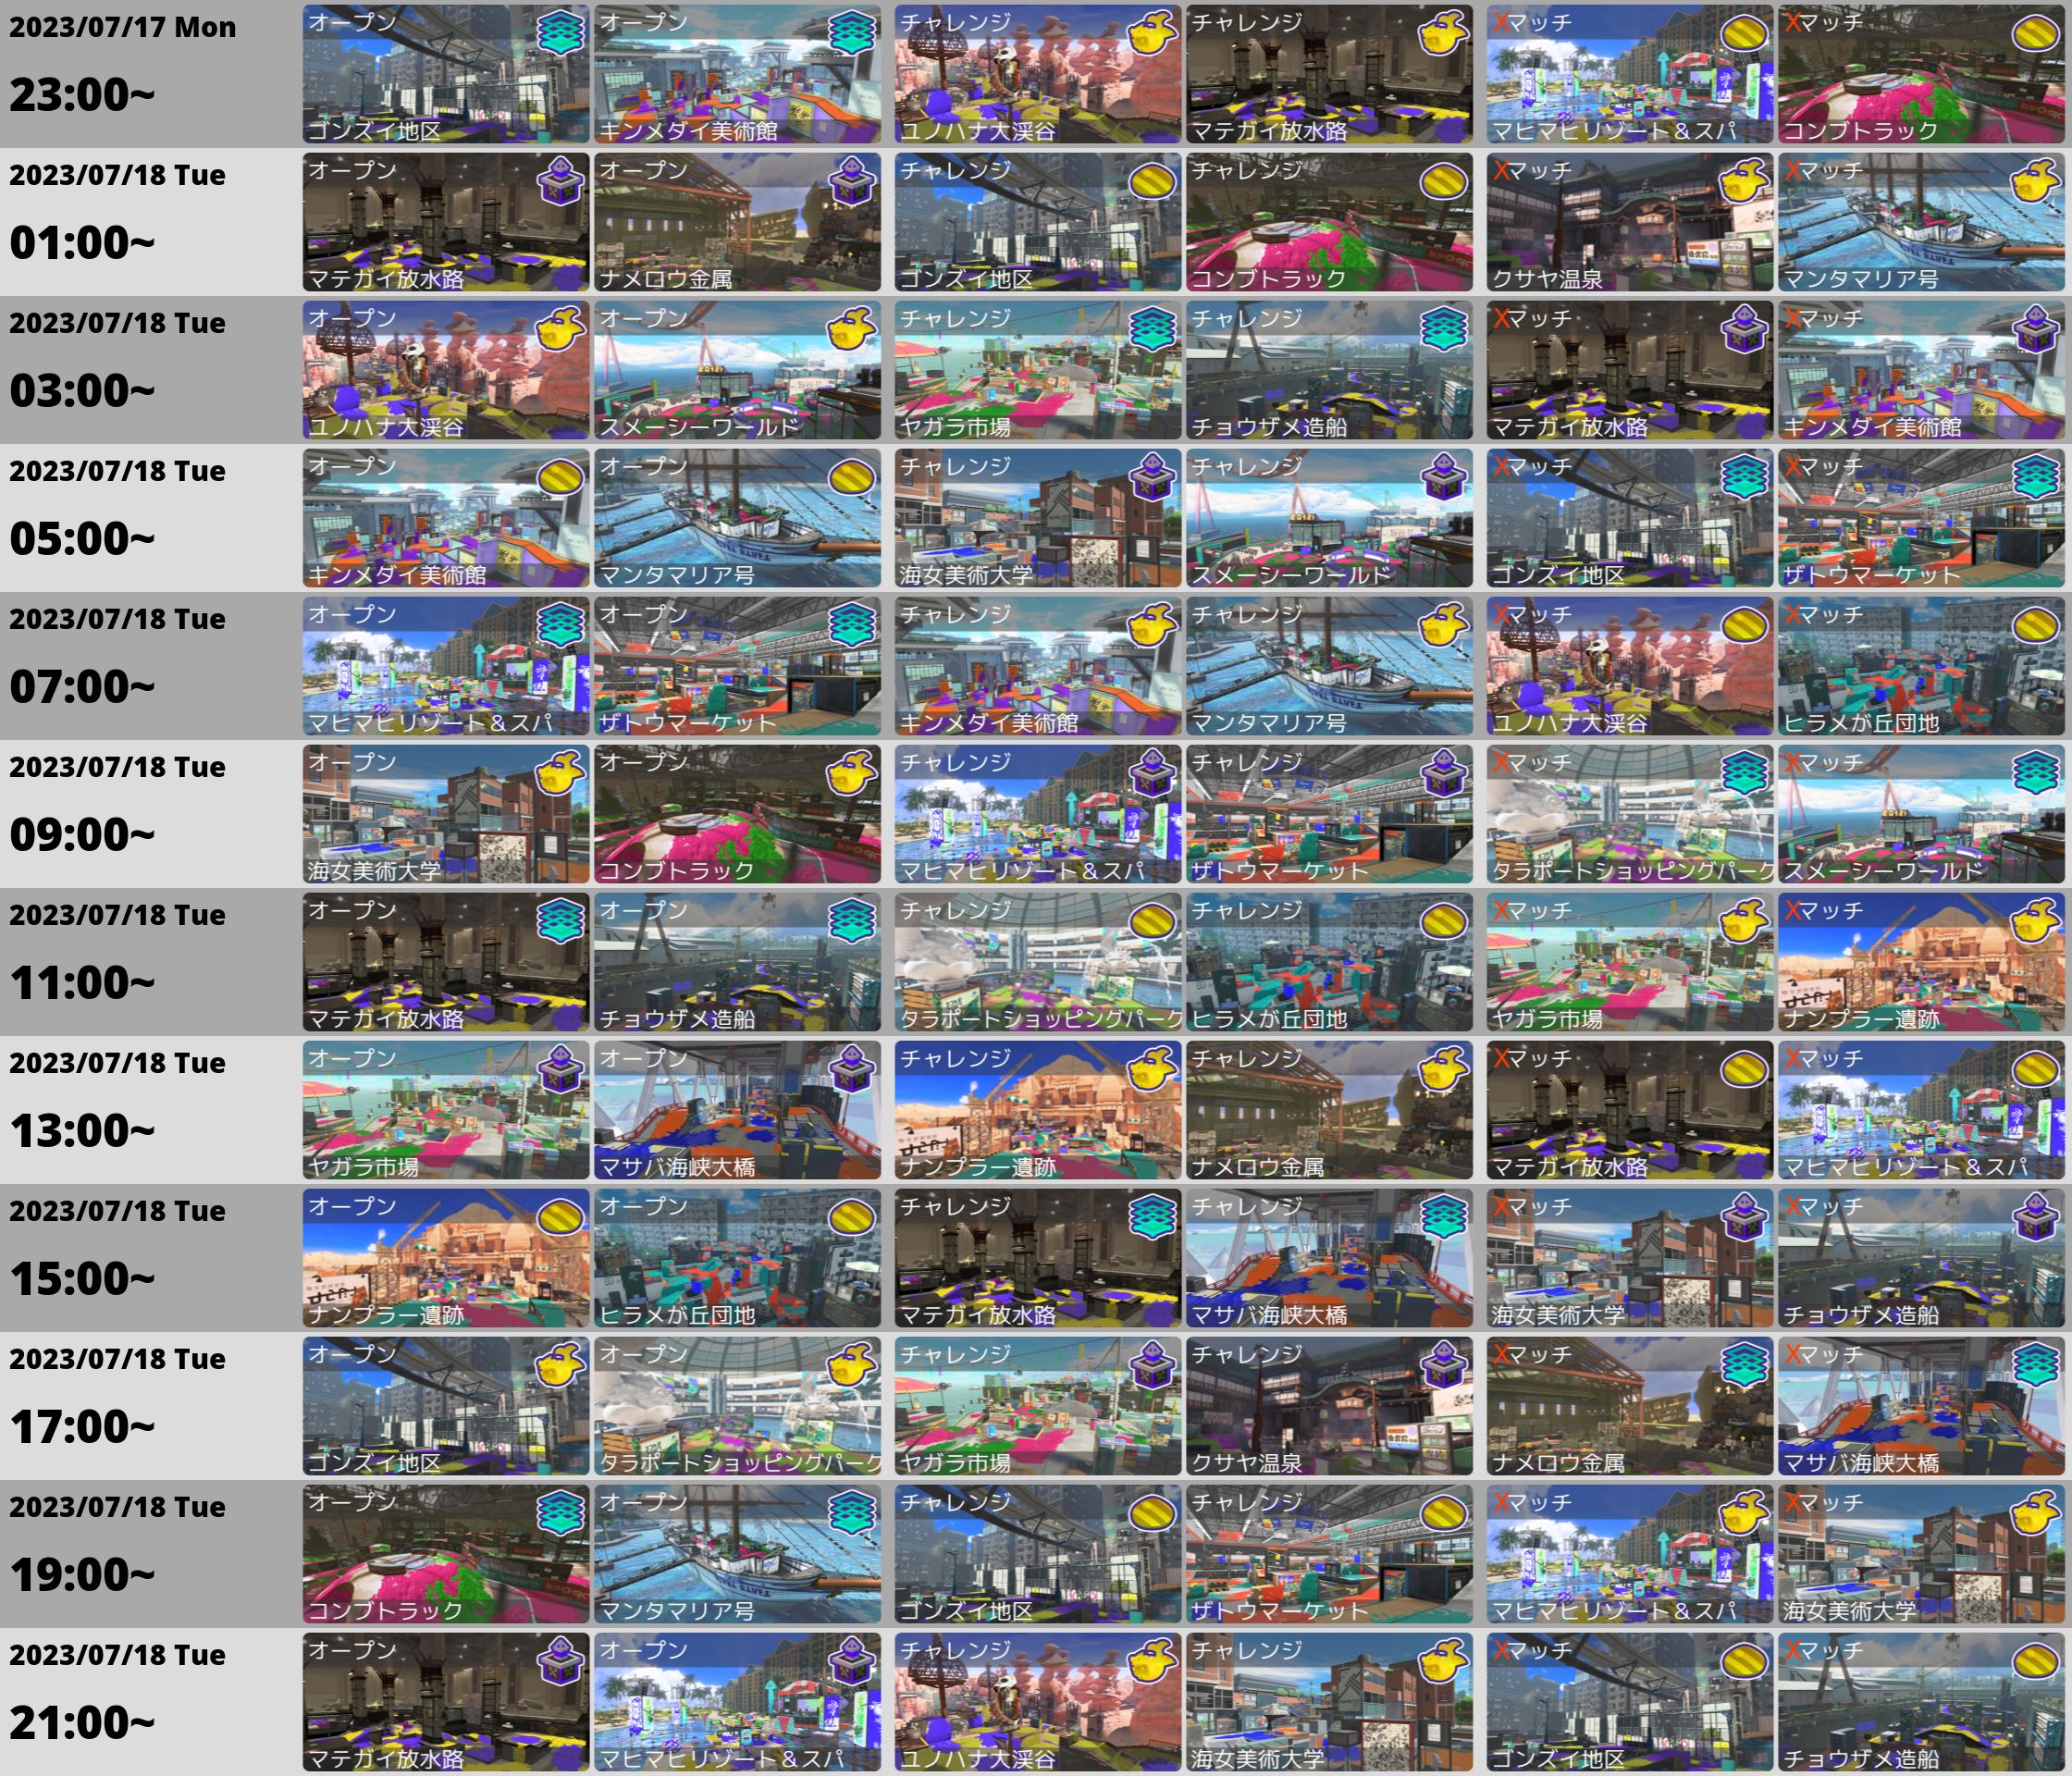 2023/07/17 Mon
23:00~
オープン オープン チャレンジ チャレンジ Xマッチ Xマッチ
ゴンズイ地区 キンメダイ美術館 ユノハナ大渓谷 マテガイ放水路 マヒマヒリゾート&スパ コンブトラック
2023/07/18 Tue
01:00~
オープン オープン チャレンジ チャレンジ Xマッチ Xマッチ
マテガイ放水路 ナメロウ金属 ゴンズイ地区 コンブトラック クサヤ温泉 マンタマリア号
2023/07/18 Tue
03:00~
オープン オープン チャレンジ チャレンジ Xマッチ Xマッチ
ユノハナ大渓谷 スメーシーワールド ヤガラ市場 チョウザメ造船 マテガイ放水路 キンメダイ美術館
2023/07/18 Tue
05:00~
オープン オープン チャレンジ チャレンジ Xマッチ Xマッチ
キンメダイ美術館 マンタマリア号 海女美術大学 スメーシーワールド ゴンズイ地区 ザトウマーケット
2023/07/18 Tue
07:00~
オープン オープン チャレンジ チャレンジ Xマッチ Xマッチ
マヒマヒリゾート&スパ ザトウマーケット キンメダイ美術館 マンタマリア号 ユノハナ大渓谷 ヒラメが丘団地
2023/07/18 Tue
09:00~
オープン オープン チャレンジ チャレンジ Xマッチ Xマッチ
海女美術大学 コンブトラック マヒマヒリゾート&スパ ザトウマーケット タラポートショッピングパーク スメーシーワールド
2023/07/18 Tue
11:00~
オープン オープン チャレンジ チャレンジ Xマッチ Xマッチ
マテガイ放水路 チョウザメ造船 タラポートショッピングパーク ヒラメが丘団地 ヤガラ市場 ナンプラー遺跡
2023/07/18 Tue
13:00~
オープン オープン チャレンジ チャレンジ Xマッチ Xマッチ
ヤガラ市場 マサバ海峡大橋 ナンプラー遺跡 ナメロウ金属 マテガイ放水路 マヒマヒリゾート&スパ
2023/07/18 Tue
15:00~
オープン オープン チャレンジ チャレンジ Xマッチ Xマッチ
ナンプラー遺跡 ヒラメが丘団地 マテガイ放水路 マサバ海峡大橋 海女美術大学 チョウザメ造船
2023/07/18 Tue
17:00~
オープン オープン チャレンジ チャレンジ Xマッチ Xマッチ
ゴンズイ地区 タラポートショッピングパーク ヤガラ市場 クサヤ温泉 ナメロウ金属 マサバ海峡大橋
2023/07/18 Tue
19:00~
オープン オープン チャレンジ チャレンジ Xマッチ Xマッチ
コンブトラック マンタマリア号 ゴンズイ地区 ザトウマーケット マヒマヒリゾート&スパ 海女美術大学
2023/07/18 Tue
21:00~
オープン オープン チャレンジ チャレンジ Xマッチ Xマッチ
マテガイ放水路 マヒマヒリゾート&スパ ユノハナ大渓谷 海女美術大学 ゴンズイ地区 チョウザメ造船